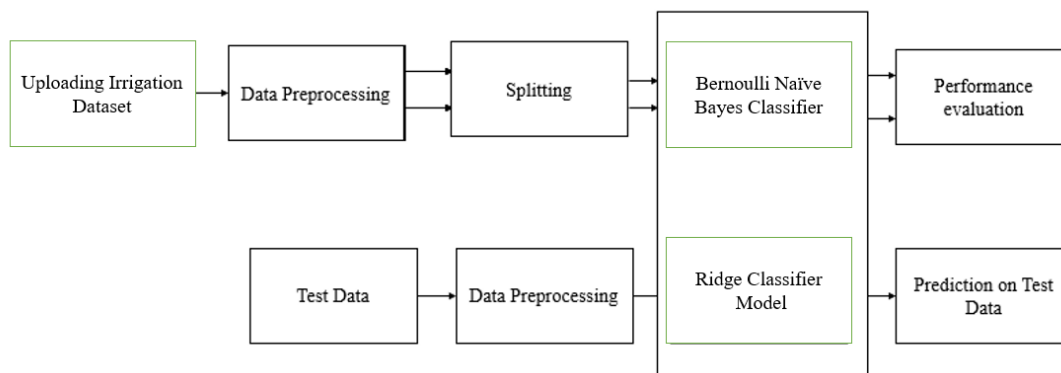 Uploading Irrigation
Dataset
Data Preprocessing
Splitting
Bernoulli Naïve
Bayes Classifier
Performance
evaluation
Test Data
Data Preprocessing
Ridge Classifier
Model
Prediction on Test
Data